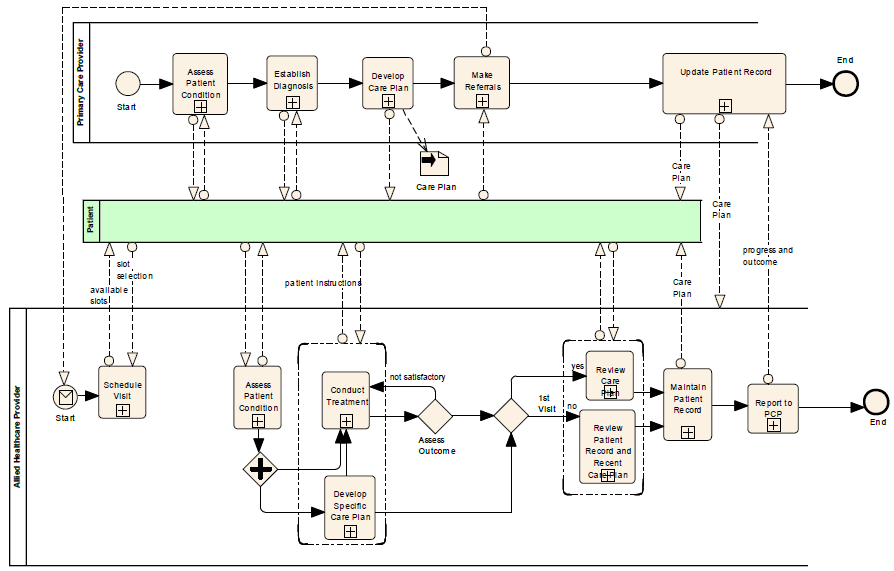 Primary Care Provider
Start
Assess
Patient
Condition
Establish
Diagnosis
Develop
Care Plan
Make
Referrals
Update Patient Record
End
Care Plan
Care
Plan
Care
Plan
Patient
slot
selection
available
slots
patient instructions
Care
Plan
progress and
outcome
Allied Healthcare Provider
Start
Schedule
Visit
Assess
Patient
Condition
Conduct
Treatment
not satisfactory
Assess
Outcome
Develop
Specific
Care Plan
1st
Visit
yes
no
Review
Care
Plan
Review
Patient
Record and
Recent
Care Plan
Maintain
Patient
Record
Report to
PCP
End